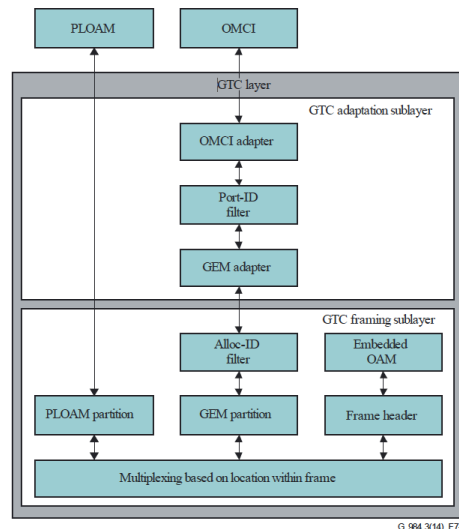 PLOAM
OMCI
GTC layer
GTC adaptation sublayer
OMCI adapter
Port-ID
filter
GEM adapter
GTC framing sublayer
Alloc-ID
filter
Embedded
OAM
PLOAM partition
GEM partition
Frame header
Multiplexing based on location within frame
G.984.3(14)_F7